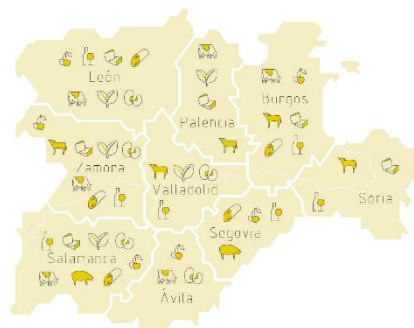 León
Palencia
Burgos
Zamora
Valladolid
Soria
Segovia
Salamanca
Ávila